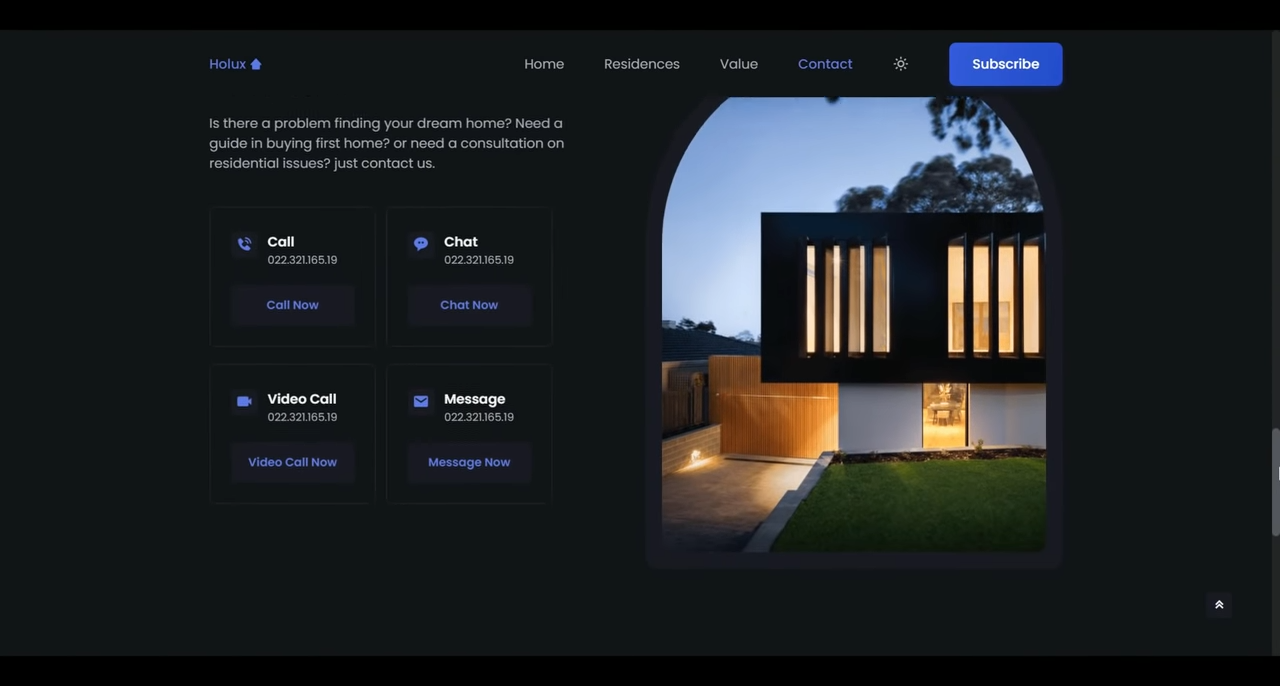 Holux
Home
Residences
Value
Contact
Subscribe
Is there a problem finding your dream home? Need a
guide in buying first home? or need a consultation on
residential issues? just contact us.
Call
022.321.165.19
Call Now
Chat
022.321.165.19
Chat Now
Video Call
022.321.165.19
Video Call Now
Message
022.321.165.19
Message Now